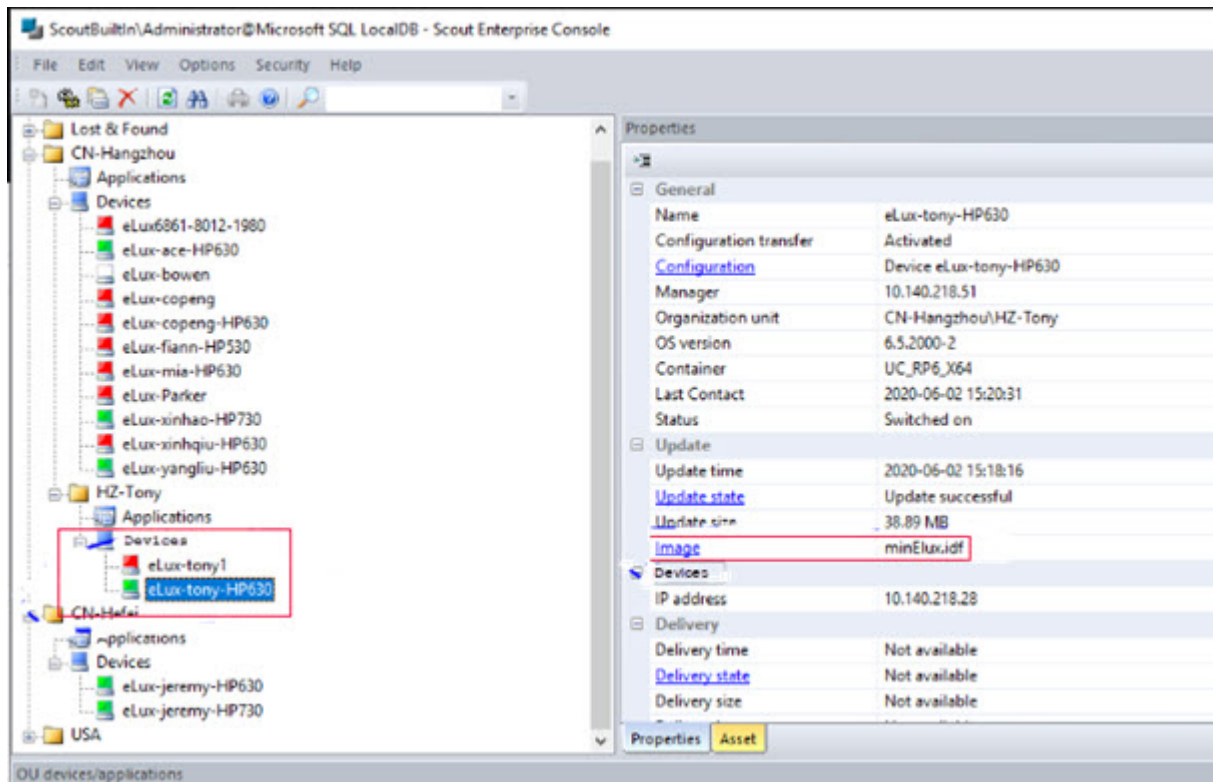 ScoutBuiltIn\Administrator@Microsoft SQL LocalDB - Scout Enterprise Console
File Edit View Options Security Help
Lost & Found
CN-Hangzhou
Applications
Devices
eLux6861-8012-1980
eLux-ace-HP630
eLux-bowen
eLux-copeng
eLux-copeng-HP630
eLux-fiann-HP530
eLux-mia-HP630
eLux-Parker
eLux-xinhao-HP730
eLux-xinhqiu-HP630
eLux-yangliu-HP630
HZ-Tony
Applications
Devices
eLux-tony1
eLux-tony-HP630
CN-Hefei
Applications
Devices
eLux-jeremy-HP630
eLux-jeremy-HP730
USA
Properties
General
Name eLux-tony-HP630
Configuration transfer Activated
Configuration Device eLux-tony-HP630
Manager 10.140.218.51
Organization unit CN-Hangzhou\HZ-Tony
OS version 6.5.2000-2
Container UC_RP6_X64
Last Contact 2020-06-02 15:20:31
Status Switched on
Update
Update time 2020-06-02 15:18:16
Update state Update successful
Update size 38.89 MB
Image minElux.idf
Devices
IP address 10.140.218.28
Delivery
Delivery time Not available
Delivery state Not available
Delivery size Not available
Properties Asset
OU devices/applications